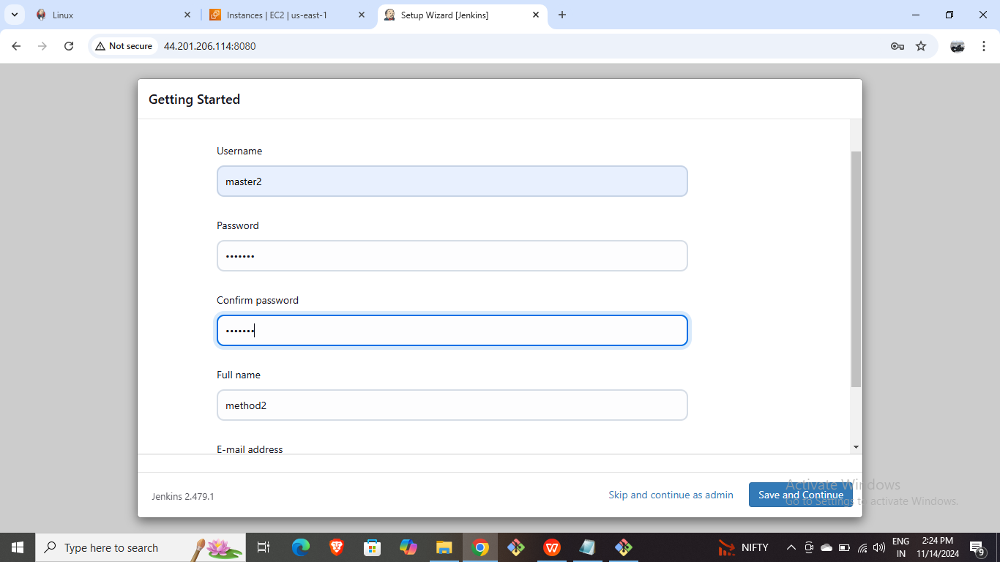 Linux
Instances | EC2 | us-east-1
Setup Wizard [Jenkins]
Not secure
44.201.206.114:8080
Getting Started
Username
master2
Password
•••••••
Confirm password
•••••••
Full name
method2
E-mail address
Jenkins 2.479.1
Skip and continue as admin
Save and Continue
Activate Windows
Go to Settings to activate Windows.
Type here to search
NIFTY
ENG
IN
2:24 PM
11/14/2024
9